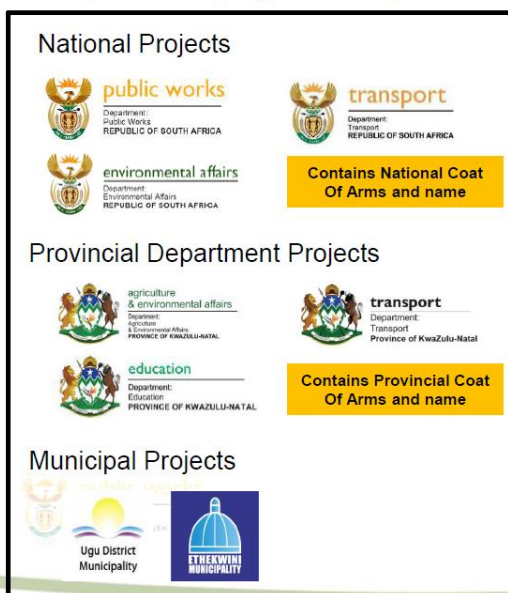 National Projects
public works
Department:
Public Works
REPUBLIC OF SOUTH AFRICA
transport
Department:
Transport
REPUBLIC OF SOUTH AFRICA
environmental affairs
Department:
Environmental Affairs
REPUBLIC OF SOUTH AFRICA
Contains National Coat
Of Arms and name
Provincial Department Projects
agriculture
& environmental affairs
Department:
Agriculture
& Environmental Affairs
PROVINCE OF KWAZULU-NATAL
transport
Department:
Transport
Province of KwaZulu-Natal
education
Department:
Education
PROVINCE OF KWAZULU-NATAL
Contains Provincial Coat
Of Arms and name
Municipal Projects
public works
Ugu District
Municipality
ETHEKWINI
MUNICIPALITY